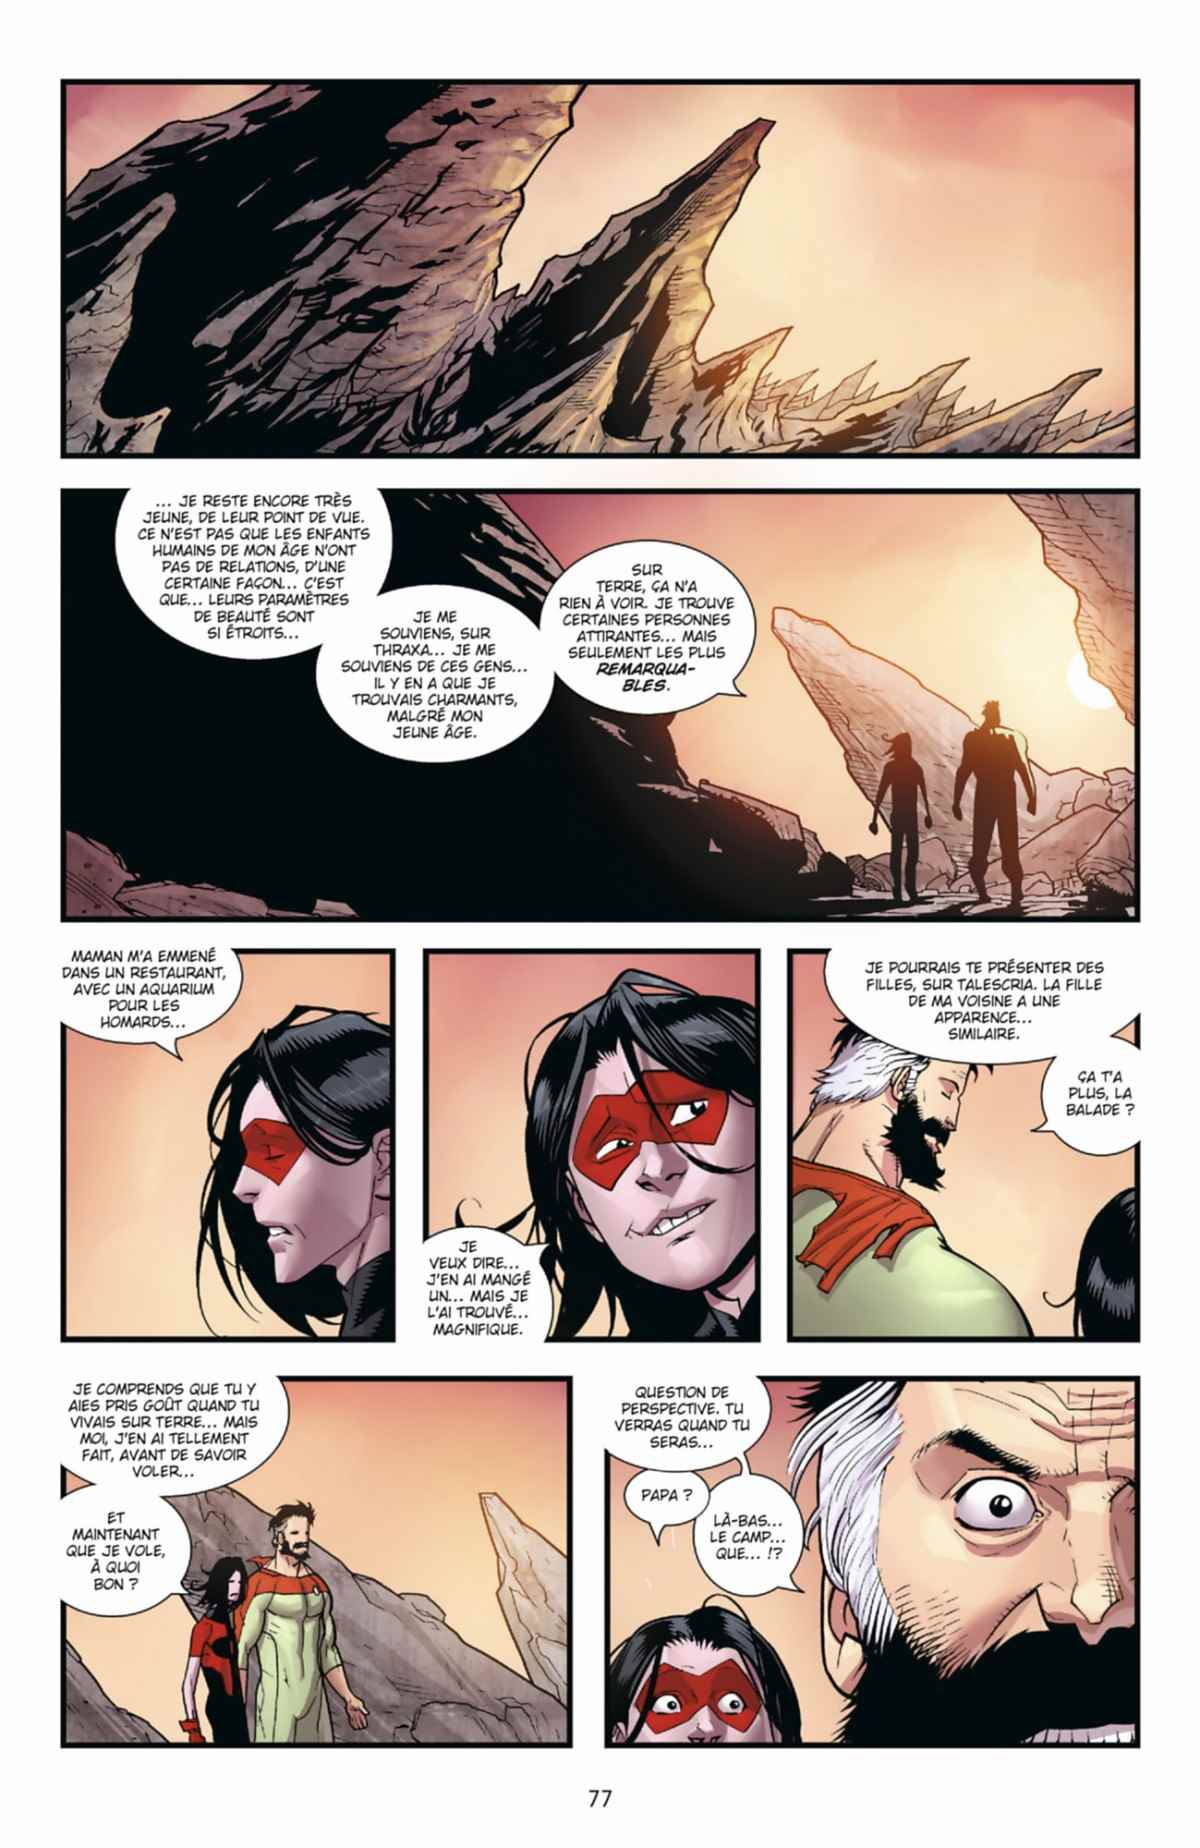 ... JE RESTE ENCORE TRÈS
JEUNE, DE LEUR POINT DE VUE.
CE N'EST PAS QUE LES ENFANTS
HUMAINS DE MON ÂGE N'ONT
PAS DE RELATIONS, D'UNE
CERTAINE FAÇON... C'EST
QUE... LEURS PARAMÈTRES
DE BEAUTÉ SONT
SI ÉTROITS...
JE ME
SOUVIENS, SUR
THRAXA... JE ME
SOUVIENS DE CES GENS...
IL Y EN A QUE JE
TROUVAIS CHARMANTS,
MALGRÉ MON
JEUNE ÂGE.
SUR
TERRE, ÇA N'A
RIEN À VOIR. JE TROUVE
CERTAINES PERSONNES
ATTIRANTES... MAIS
SEULEMENT LES PLUS
REMARQUA-
BLES.
MAMAN M'A EMMENÉ
DANS UN RESTAURANT,
AVEC UN AQUARIUM
POUR LES
HOMARDS...
JE
VEUX DIRE...
J'EN AI MANGÉ
UN... MAIS JE
L'AI TROUVÉ...
MAGNIFIQUE.
JE POURRAIS TE PRÉSENTER DES
FILLES, SUR TALESCRIA. LA FILLE
DE MA VOISINE A UNE
APPARENCE...
SIMILAIRE.
ÇA T'A
PLUS, LA
BALADE ?
JE COMPRENDS QUE TU Y
AIES PRIS GOÛT QUAND TU
VIVAIS SUR TERRE... MAIS
MOI, J'EN AI TELLEMENT
FAIT, AVANT DE SAVOIR
VOLER...
ET
MAINTENANT
QUE JE VOLE,
À QUOI
BON ?
QUESTION DE
PERSPECTIVE. TU
VERRAS QUAND TU
SERAS...
PAPA ?
LÀ-BAS...
LE CAMP...
QUE... !?
77